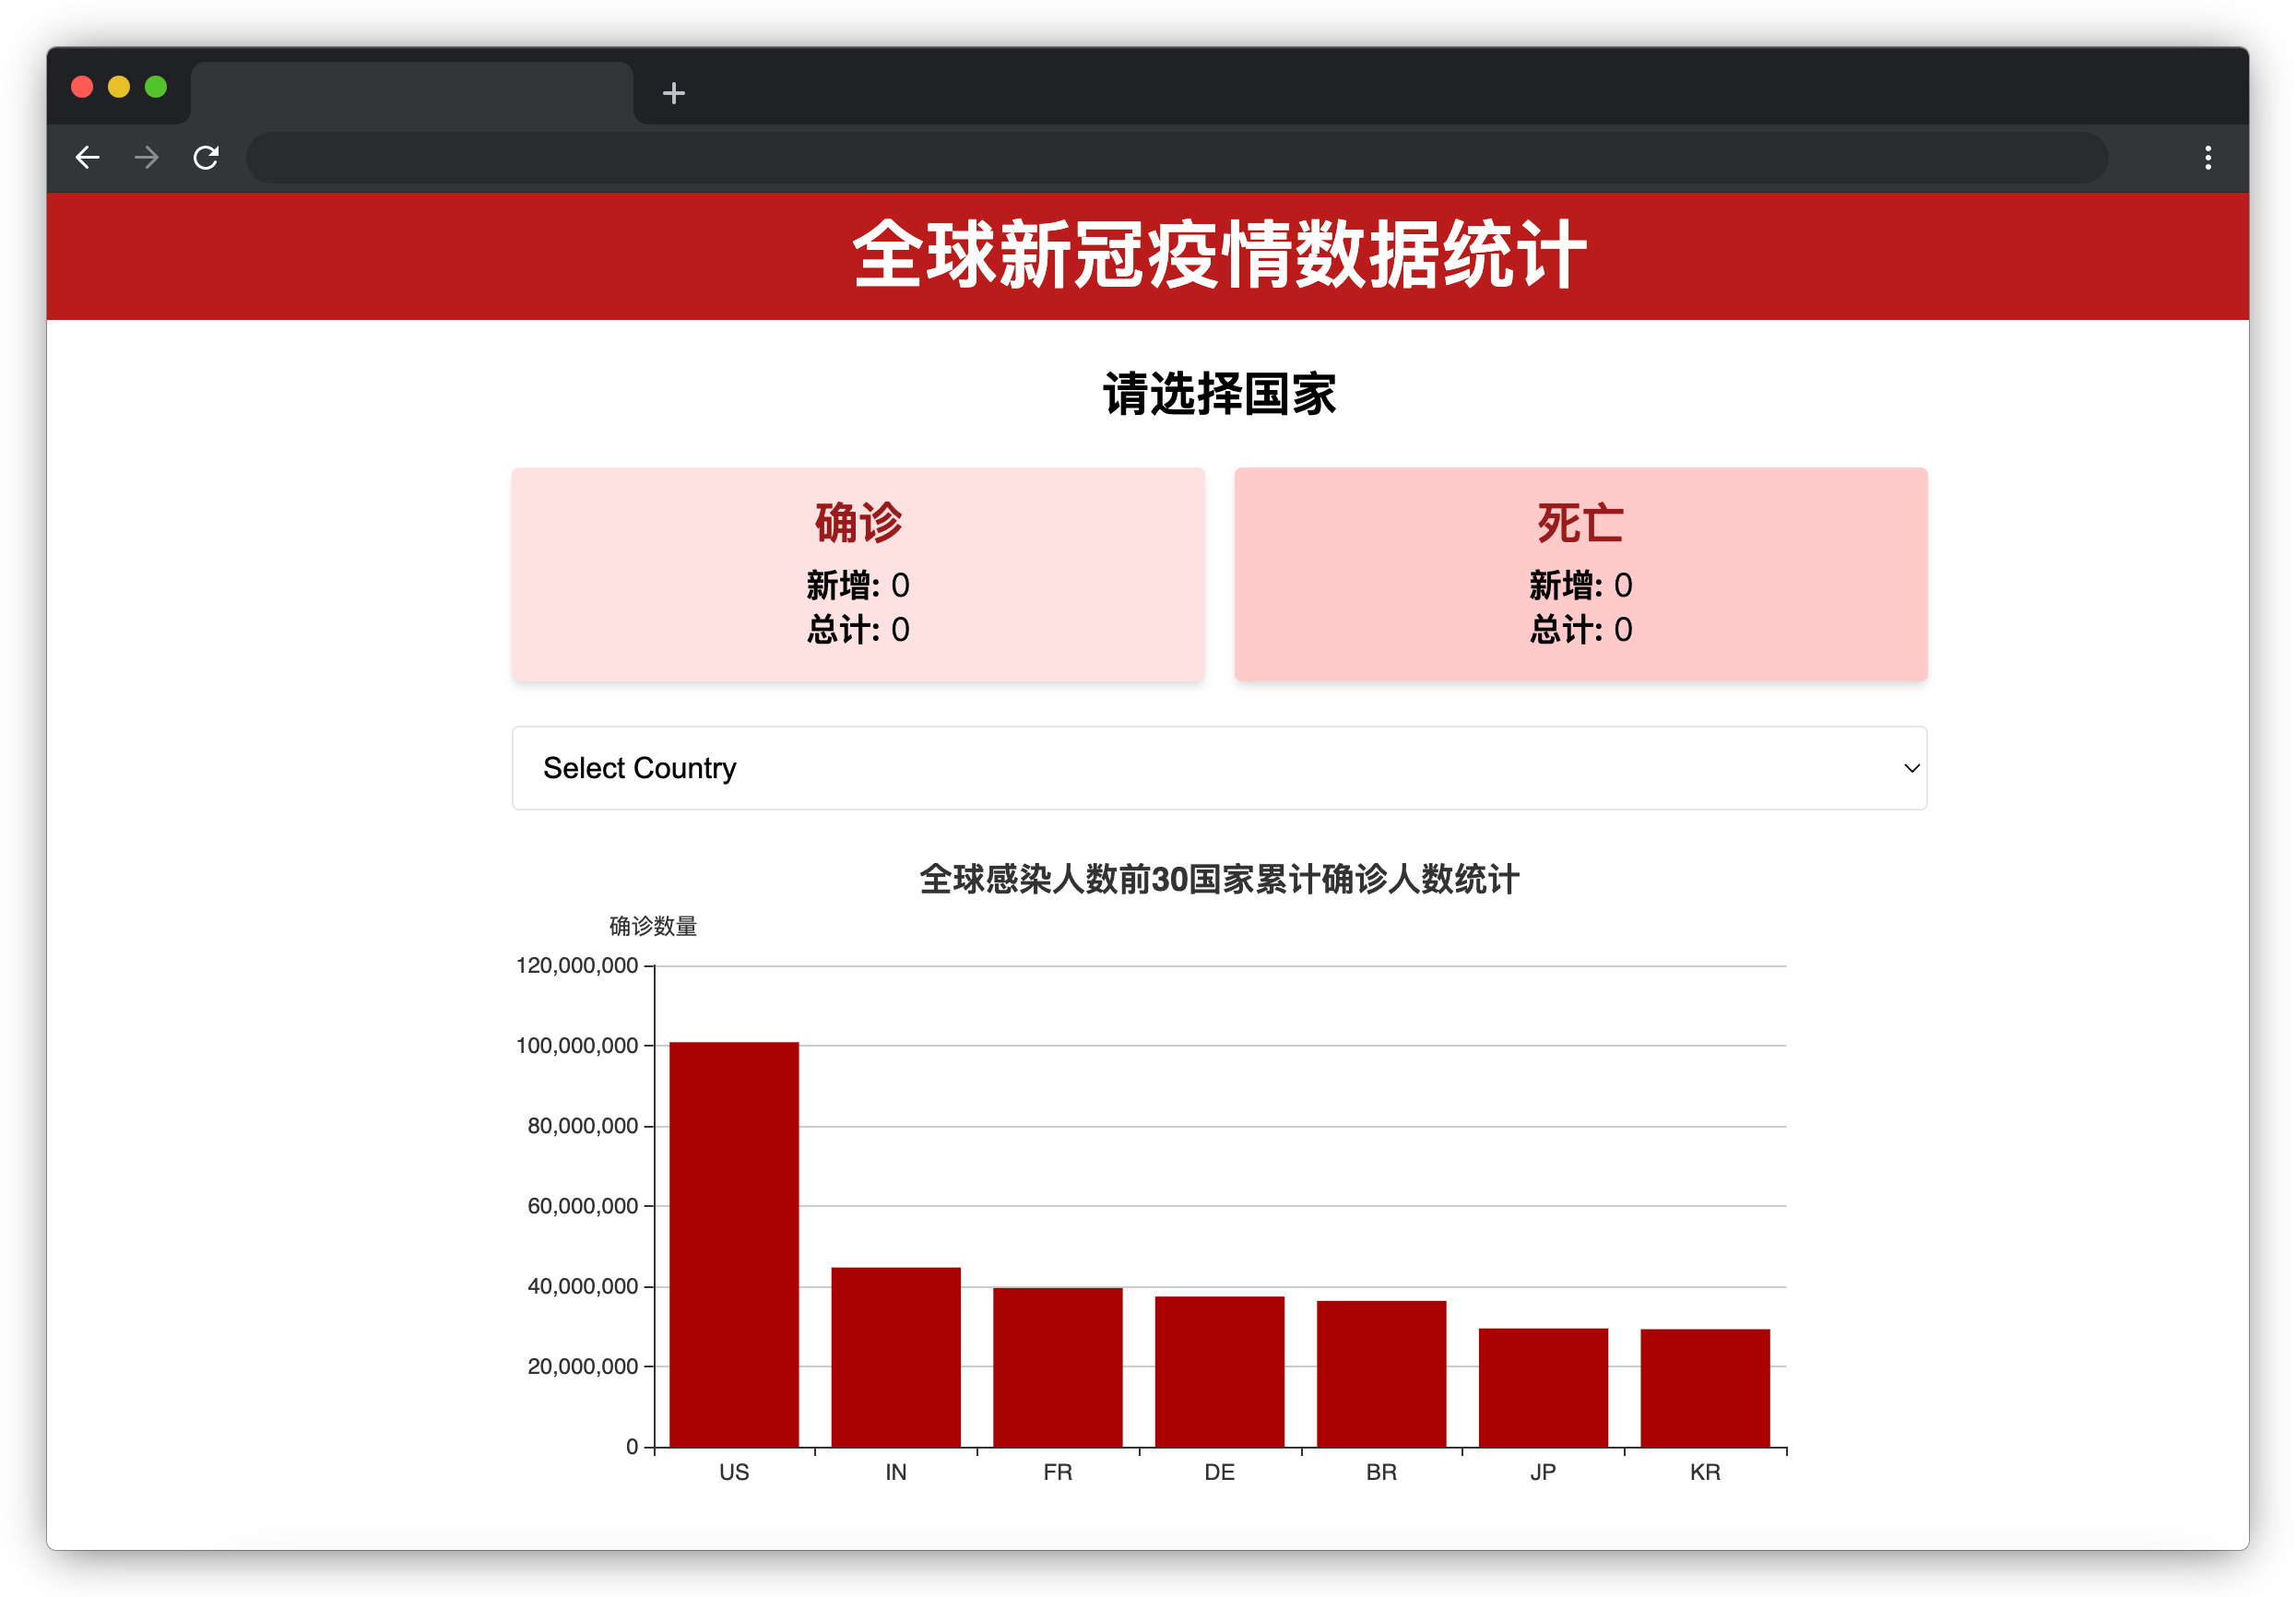 全球新冠疫情数据统计
请选择国家
确诊
新增: 0
总计: 0
死亡
新增: 0
总计: 0
Select Country
全球感染人数前30国家累计确诊人数统计
确诊数量
120,000,000
100,000,000
80,000,000
60,000,000
40,000,000
20,000,000
0
US IN FR DE BR JP KR